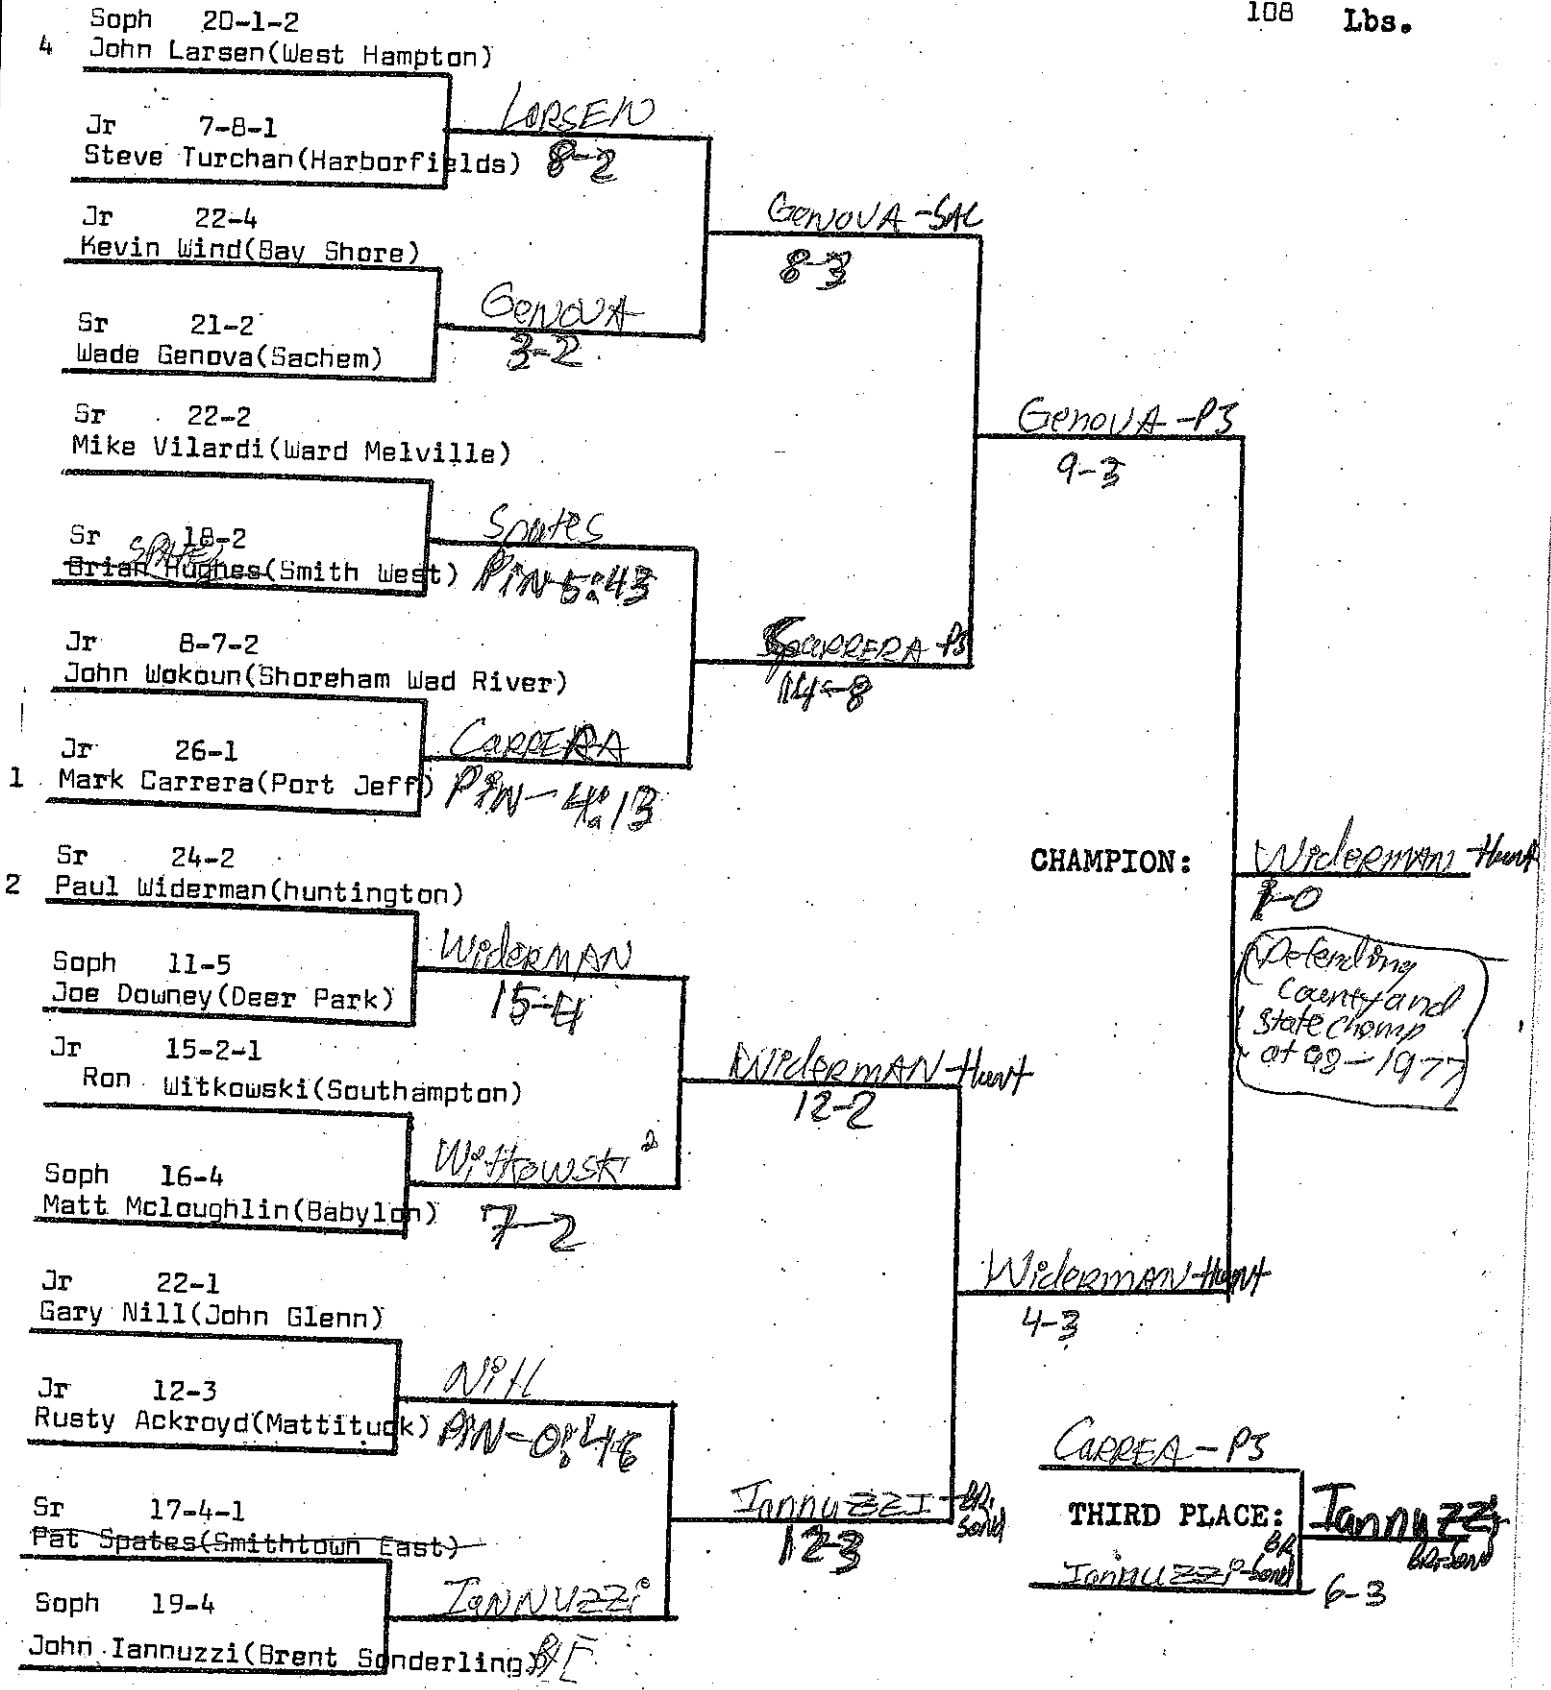 108 Lbs.
Soph 20-1-2
4 John Larsen(West Hampton)
LARSEN
8-2
Jr 7-8-1
Steve Turchan(Harborfields)
GENOVA-SAC
8-3
Jr 22-4
Kevin Wind(Bay Shore)
GENOVA
3-2
Sr 21-2
Wade Genova(Sachem)
GENOVA-PJ
9-3
Sr 22-2
Mike Vilardi(Ward Melville)
Spates
PiN 5:43
Sr 18-2
SPATES
Brian Hughes(Smith West)
CARRERA-PJ
14-8
Jr 8-7-2
John Wokoun(Shoreham Wad River)
CARRERA
PiN-4:13
Jr 26-1
1 Mark Carrera(Port Jeff)
CHAMPION:
WiderMAN-Hunt
Defending
County and
State champ
at 98-1977
Sr 24-2
2 Paul Widerman(huntington)
WiderMAN
15-4
Soph 11-5
Joe Downey(Deer Park)
WiderMAN-Hunt
12-2
Jr 15-2-1
Ron Witkowski(Southampton)
Witkowski
7-2
Soph 16-4
Matt Mcloughlin(Babylon)
WiderMAN-Hunt
4-3
Jr 22-1
Gary Nill(John Glenn)
Nill
PiN-0:46
Jr 12-3
Rusty Ackroyd(Mattituck)
IannuZZI-BR. Sond
12-3
Sr 17-4-1
Pat Spates(Smithtown East)
IANNUZZi
BYE
Soph 19-4
John Iannuzzi(Brent Sonderling)
CARREA-PJ
THIRD PLACE:
IannuZZi
BR-Sond
IannuZZi-BR Sond
6-3